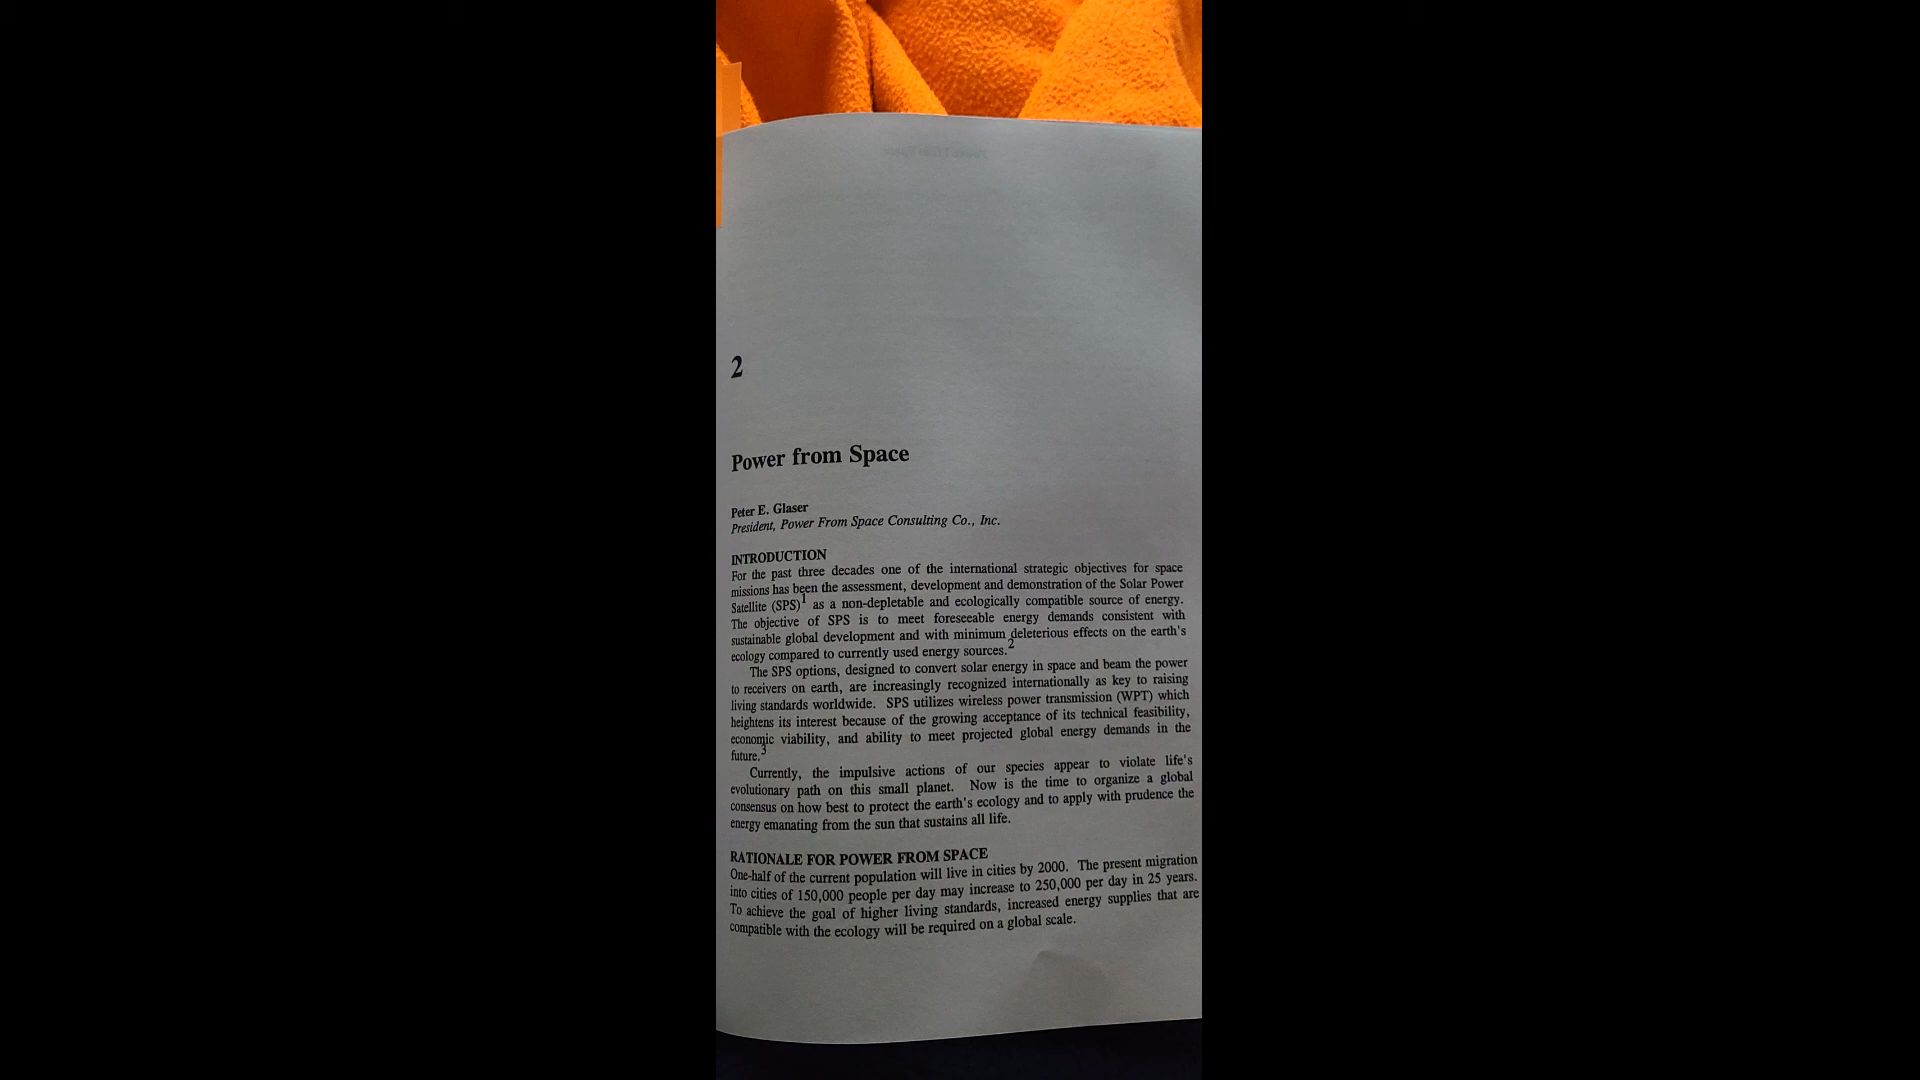 2
Power from Space
Peter E. Glaser
President, Power From Space Consulting Co., Inc.
INTRODUCTION
For the past three decades one of the international strategic objectives for space
missions has been the assessment, development and demonstration of the Solar Power
Satellite (SPS)1 as a non-depletable and ecologically compatible source of energy.
The objective of SPS is to meet foreseeable energy demands consistent with
sustainable global development and with minimum deleterious effects on the earth's
ecology compared to currently used energy sources.2
The SPS options, designed to convert solar energy in space and beam the power
to receivers on earth, are increasingly recognized internationally as key to raising
living standards worldwide. SPS utilizes wireless power transmission (WPT) which
heightens its interest because of the growing acceptance of its technical feasibility,
economic viability, and ability to meet projected global energy demands in the
future.3
Currently, the impulsive actions of our species appear to violate life's
evolutionary path on this small planet. Now is the time to organize a global
consensus on how best to protect the earth's ecology and to apply with prudence the
energy emanating from the sun that sustains all life.
RATIONALE FOR POWER FROM SPACE
One-half of the current population will live in cities by 2000. The present migration
into cities of 150,000 people per day may increase to 250,000 per day in 25 years.
To achieve the goal of higher living standards, increased energy supplies that are
compatible with the ecology will be required on a global scale.